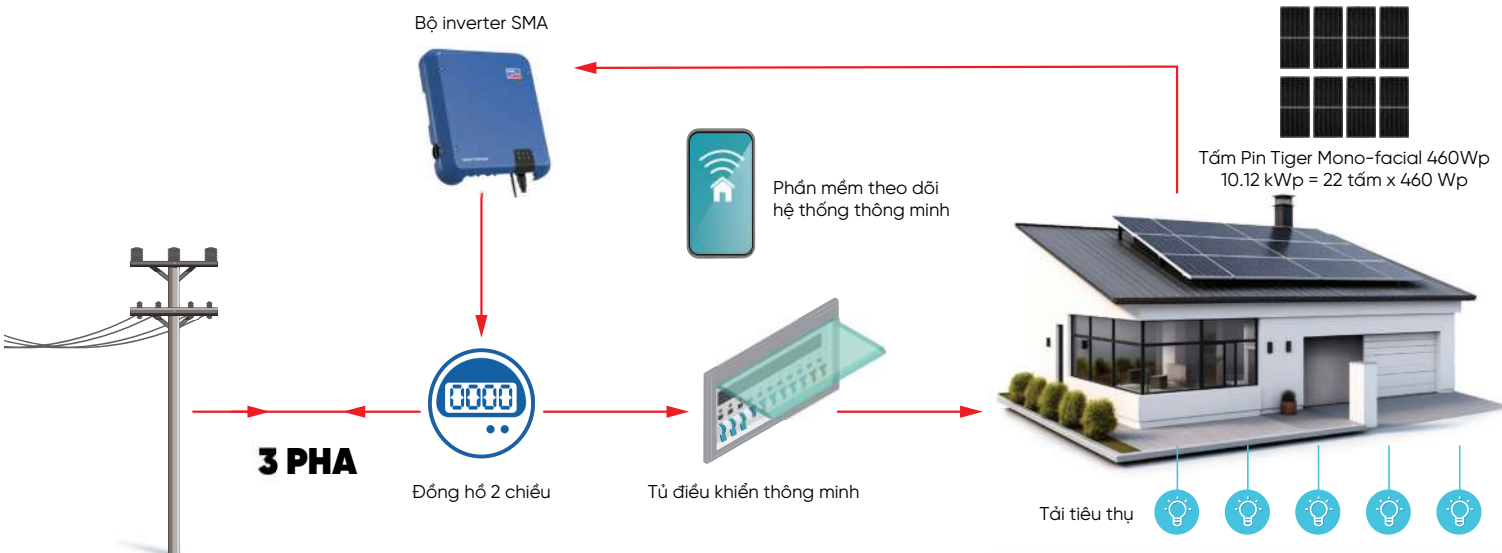 Bộ inverter SMA
Tấm Pin Tiger Mono-facial 460Wp
10.12 kWp = 22 tấm x 460 Wp
Phần mềm theo dõi
hệ thống thông minh
0000
3 PHA
Đồng hồ 2 chiều
Tủ điều khiển thông minh
Tải tiêu thụ